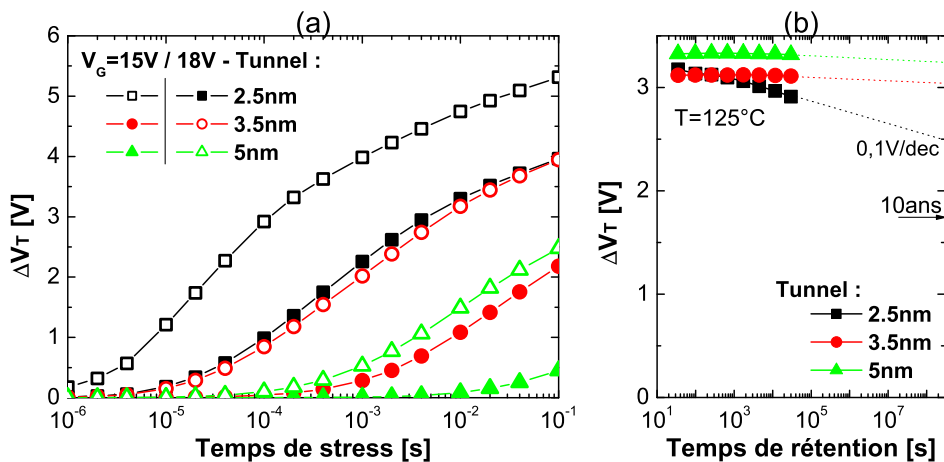 (a)
V_G=15V / 18V - Tunnel :
2.5nm
3.5nm
5nm
6
5
4
3
2
1
0
ΔV_T [V]
10^-6
10^-5
10^-4
10^-3
10^-2
10^-1
Temps de stress [s]
(b)
T=125°C
0,1V/dec
10ans
Tunnel :
2.5nm
3.5nm
5nm
3
2
1
0
ΔV_T [V]
10^1
10^3
10^5
10^7
Temps de rétention [s]